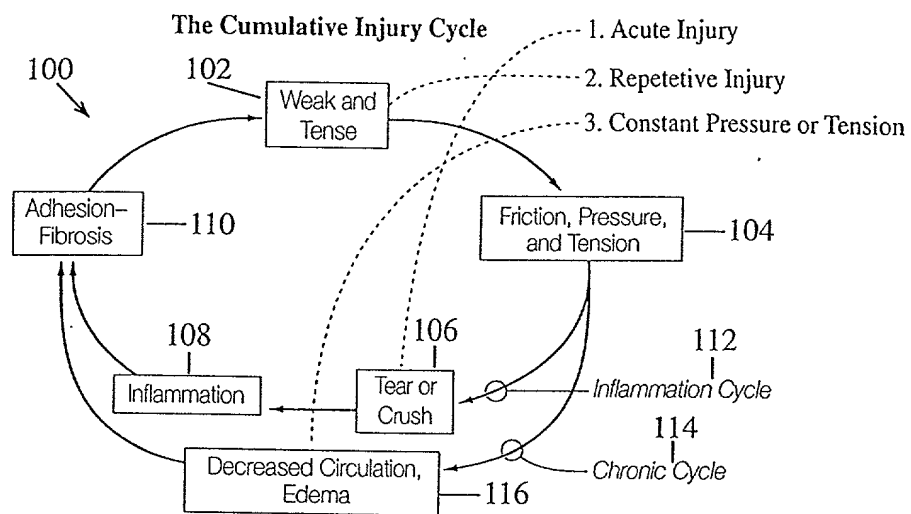 The Cumulative Injury Cycle
1. Acute Injury
100
102
2. Repetetive Injury
Weak and
Tense
3. Constant Pressure or Tension
Adhesion–
Fibrosis
110
Friction, Pressure,
and Tension
104
108
106
112
Inflammation
Tear or
Crush
Inflammation Cycle
114
Decreased Circulation,
Edema
116
Chronic Cycle